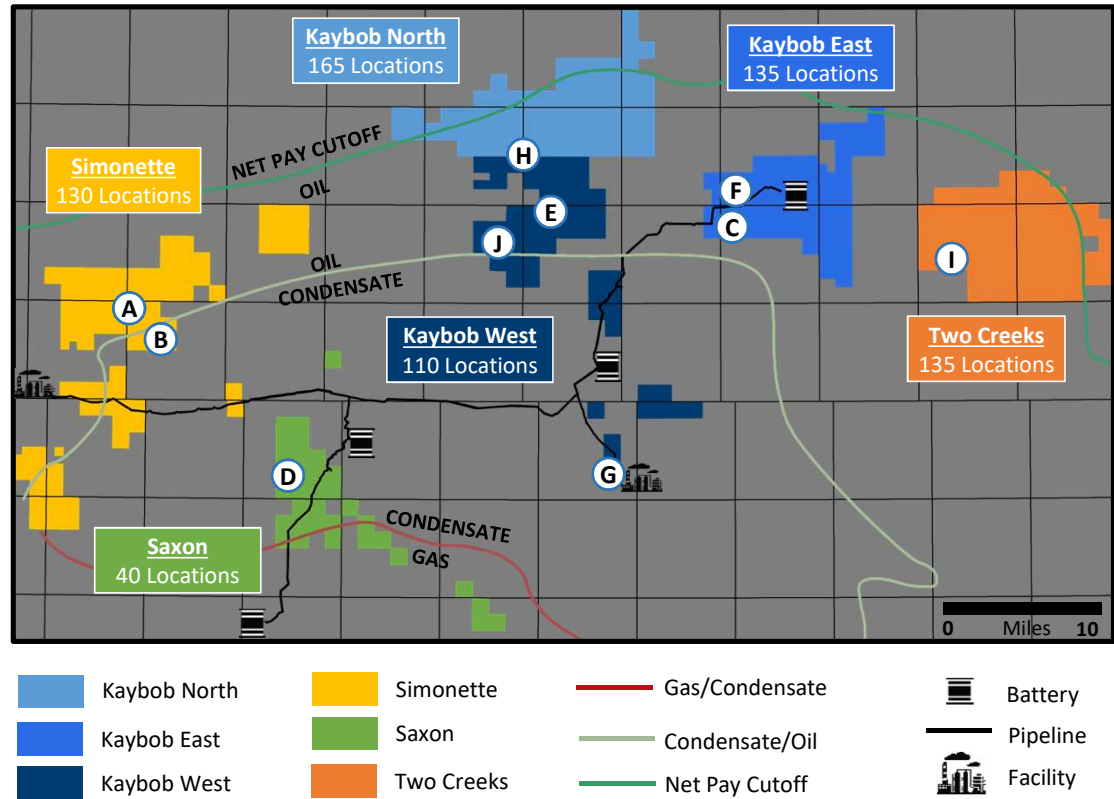 Kaybob North
165 Locations
Kaybob East
135 Locations
NET PAY CUTOFF
OIL
H
Simonette
130 Locations
F
E
C
J
I
OIL
CONDENSATE
A
B
Kaybob West
110 Locations
Two Creeks
135 Locations
D
G
CONDENSATE
GAS
Saxon
40 Locations
0 Miles 10
Kaybob North
Simonette
Gas/Condensate
Battery
Kaybob East
Saxon
Condensate/Oil
Pipeline
Kaybob West
Two Creeks
Net Pay Cutoff
Facility